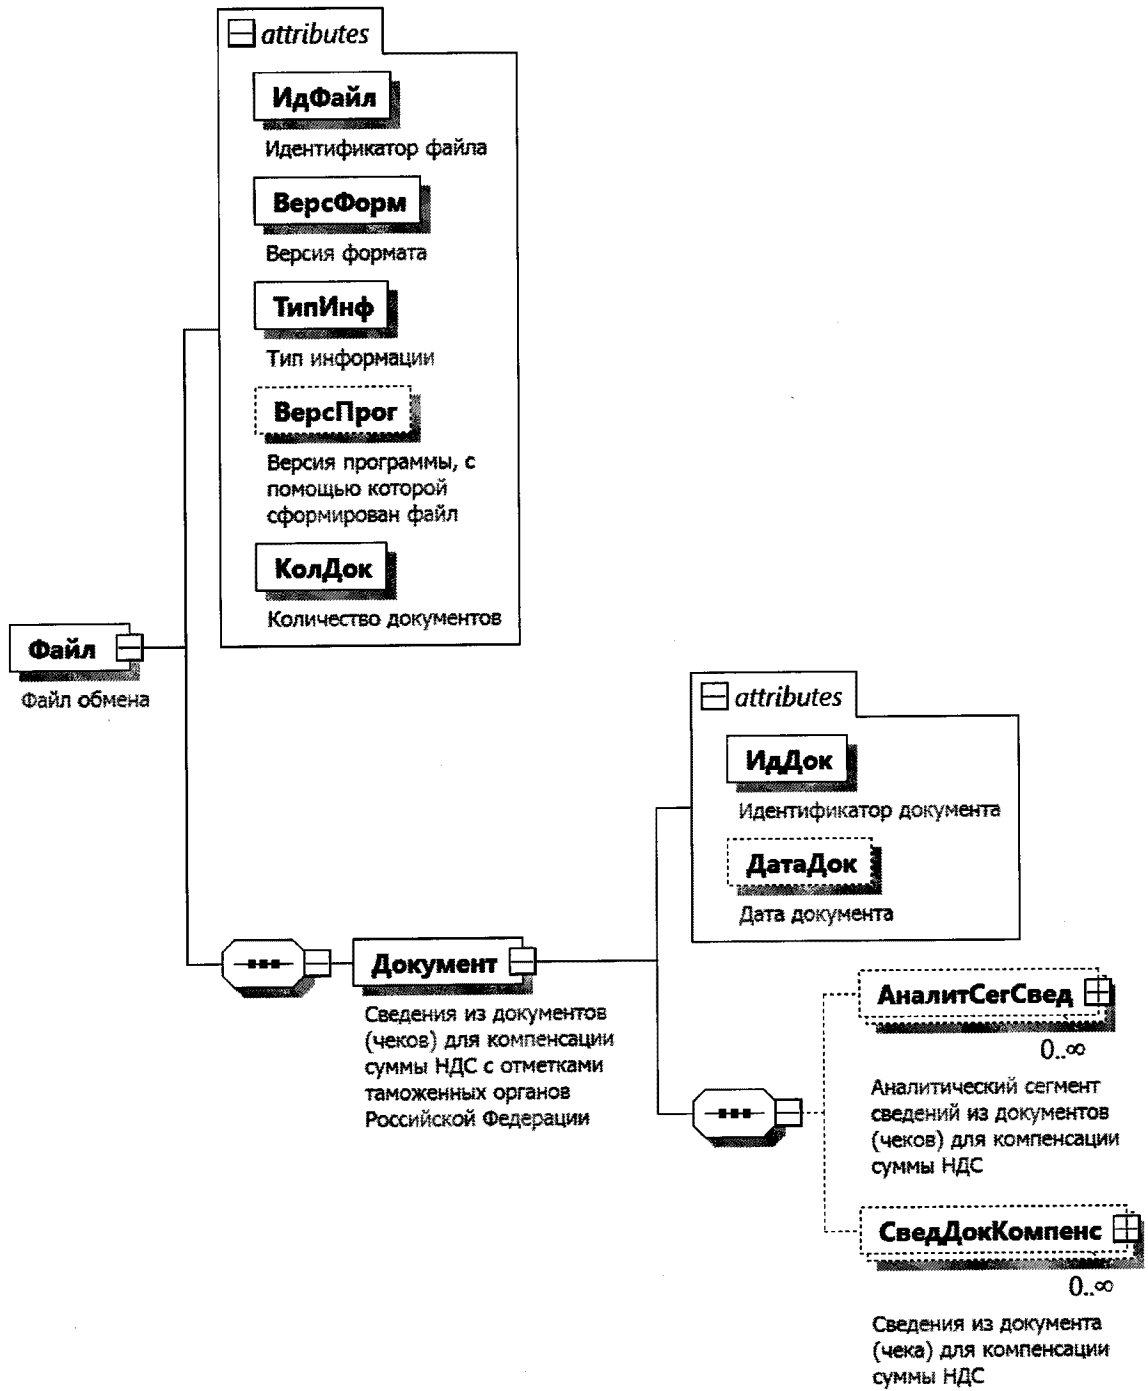 attributes
ИдФайл
Идентификатор файла
ВерсФорм
Версия формата
ТипИнф
Тип информации
ВерсПрог
Версия программы, с
помощью которой
сформирован файл
КолДок
Количество документов
Файл
Файл обмена
attributes
ИдДок
Идентификатор документа
ДатаДок
Дата документа
Документ
Сведения из документов
(чеков) для компенсации
суммы НДС с отметками
таможенных органов
Российской Федерации
АналитСегСвед
0..∞
Аналитический сегмент
сведений из документов
(чеков) для компенсации
суммы НДС
СведДокКомпенс
0..∞
Сведения из документа
(чека) для компенсации
суммы НДС